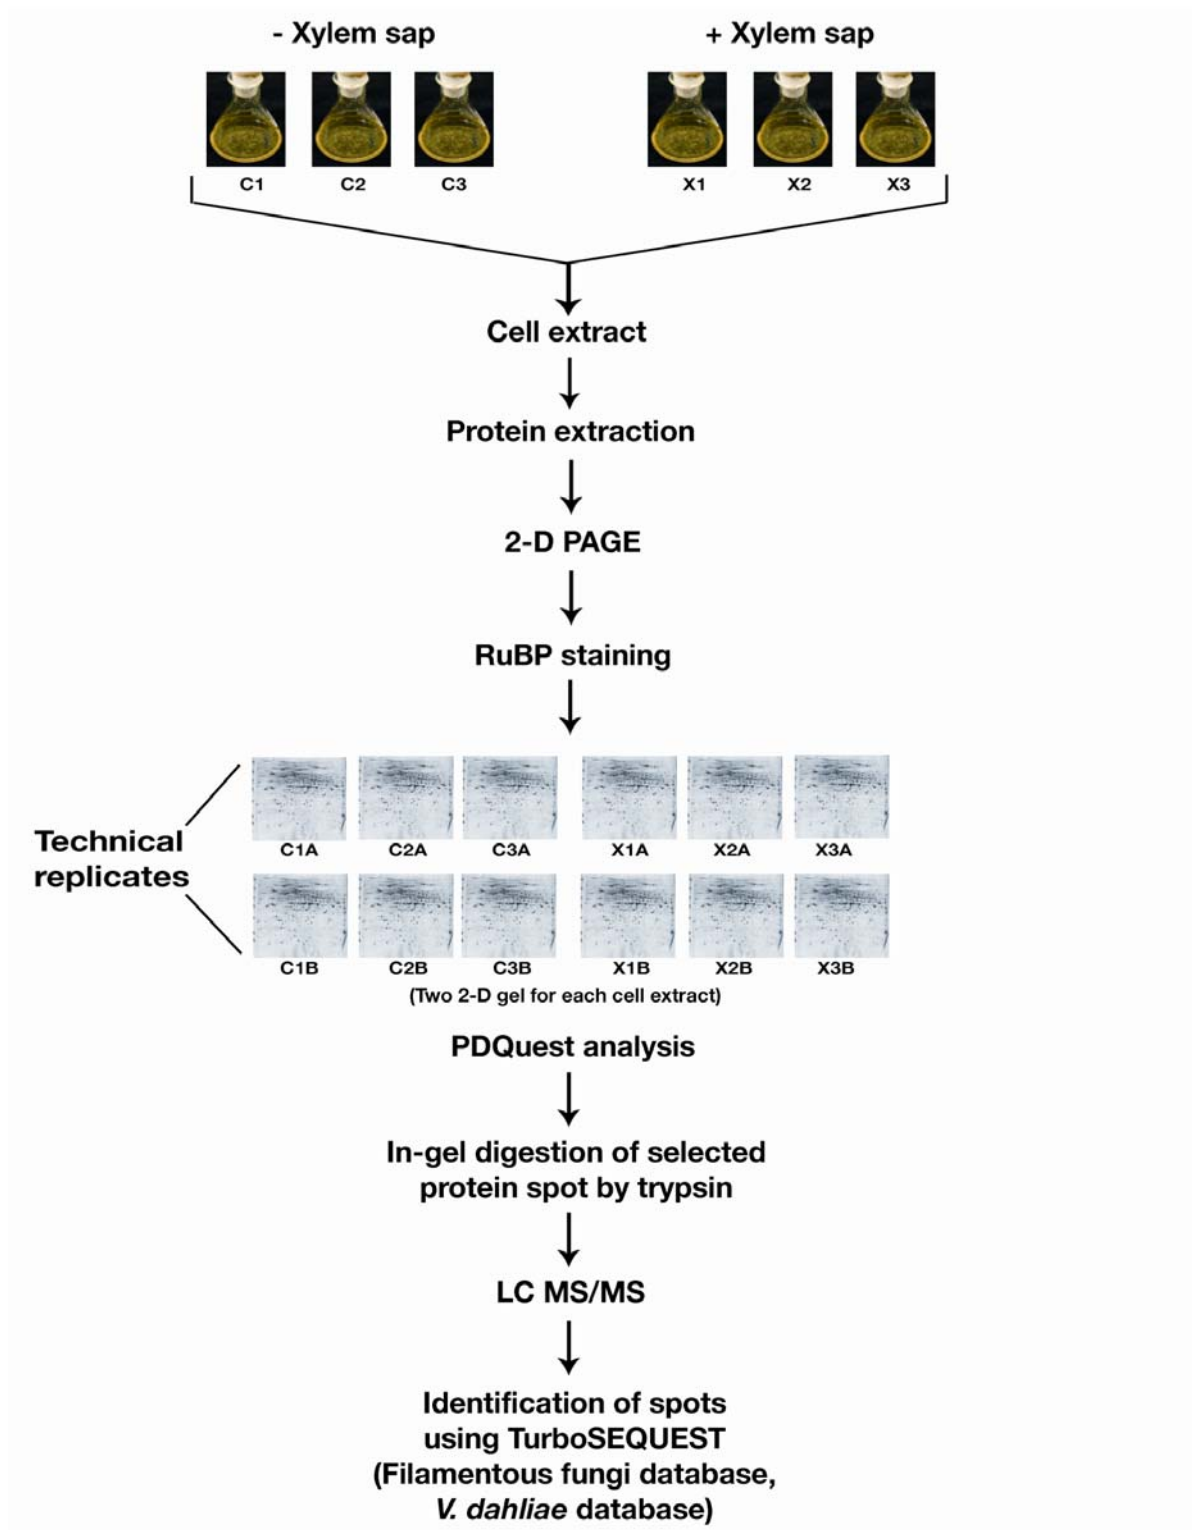 - Xylem sap
+ Xylem sap
C1 C2 C3 X1 X2 X3
Cell extract
Protein extraction
2-D PAGE
RuBP staining
Technical
replicates
C1A C2A C3A X1A X2A X3A
C1B C2B C3B X1B X2B X3B
(Two 2-D gel for each cell extract)
PDQuest analysis
In-gel digestion of selected
protein spot by trypsin
LC MS/MS
Identification of spots
using TurboSEQUEST
(Filamentous fungi database,
V. dahliae database)